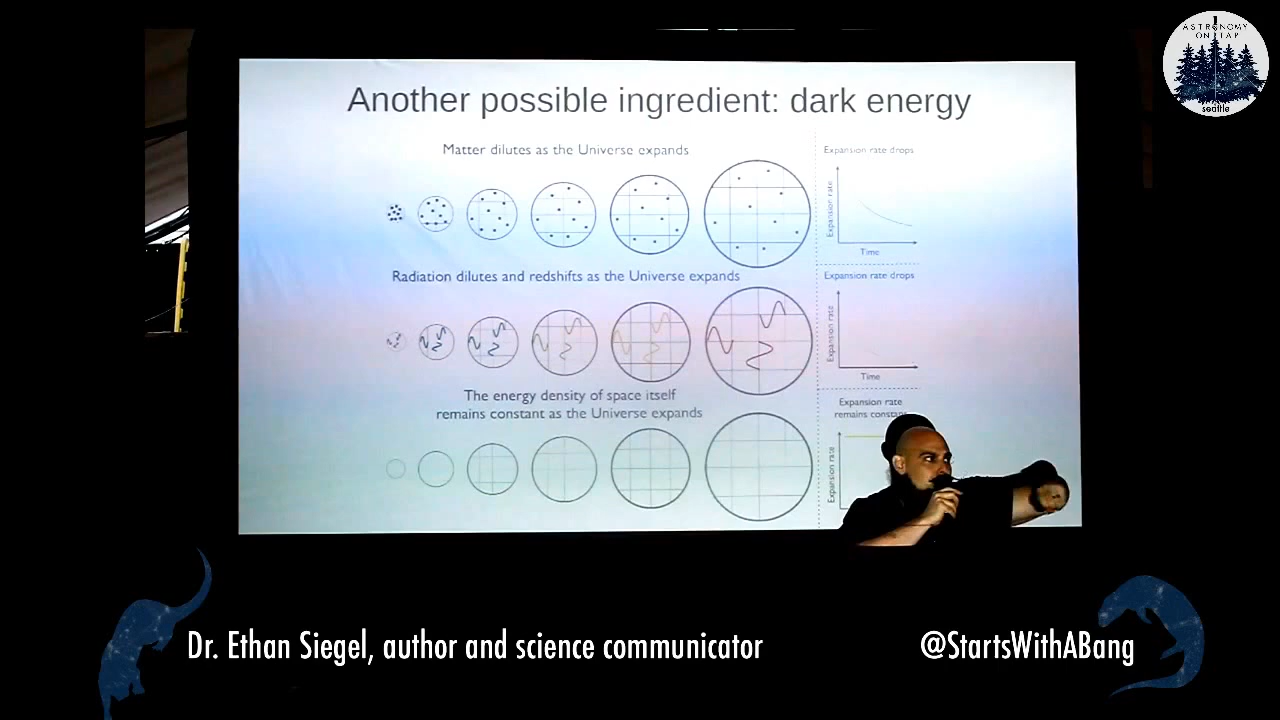 ASTRONOMY
ON TAP
seattle
Another possible ingredient: dark energy
Matter dilutes as the Universe expands
Expansion rate drops
Expansion rate
Time
Radiation dilutes and redshifts as the Universe expands
Expansion rate drops
Expansion rate
Time
The energy density of space itself
remains constant as the Universe expands
Expansion rate
remains constant
Expansion rate
Dr. Ethan Siegel, author and science communicator
@StartsWithABang